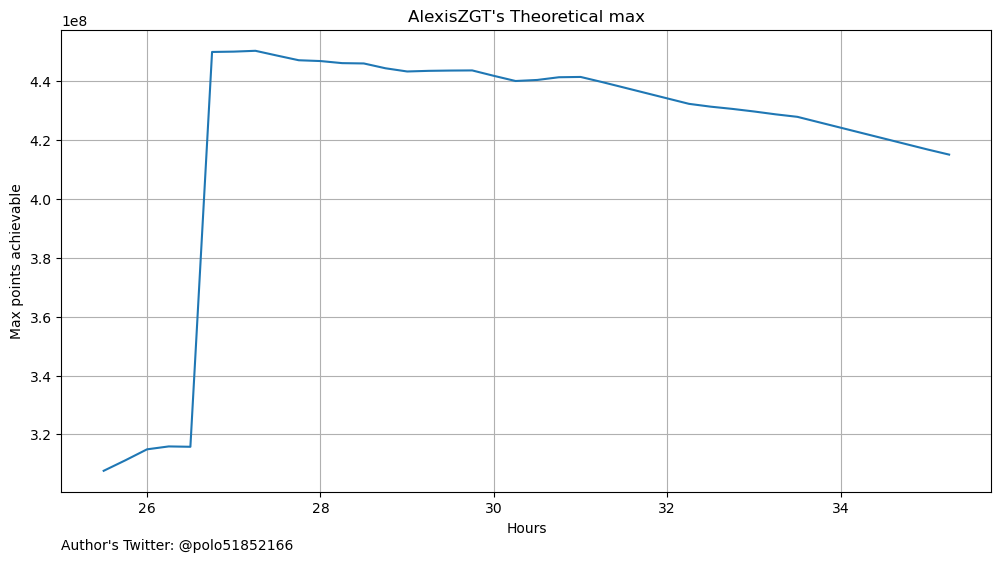 AlexisZGT's Theoretical max
1e8
Max points achievable
4.4
4.2
4.0
3.8
3.6
3.4
3.2
26 28 30 32 34
Hours
Author's Twitter: @polo51852166